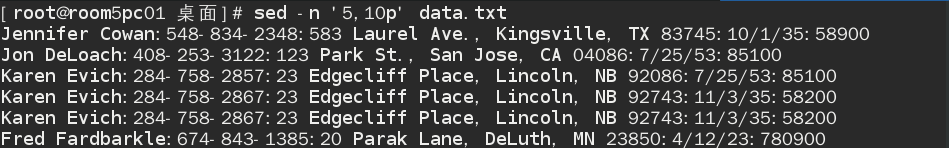 [root@room5pc01 桌面]# sed -n '5,10p' data.txt
Jennifer Cowan:548-834-2348:583 Laurel Ave., Kingsville, TX 83745:10/1/35:58900
Jon DeLoach:408-253-3122:123 Park St., San Jose, CA 04086:7/25/53:85100
Karen Evich:284-758-2857:23 Edgecliff Place, Lincoln, NB 92086:7/25/53:85100
Karen Evich:284-758-2867:23 Edgecliff Place, Lincoln, NB 92743:11/3/35:58200
Karen Evich:284-758-2867:23 Edgecliff Place, Lincoln, NB 92743:11/3/35:58200
Fred Fardbarkle:674-843-1385:20 Parak Lane, DeLuth, MN 23850:4/12/23:780900